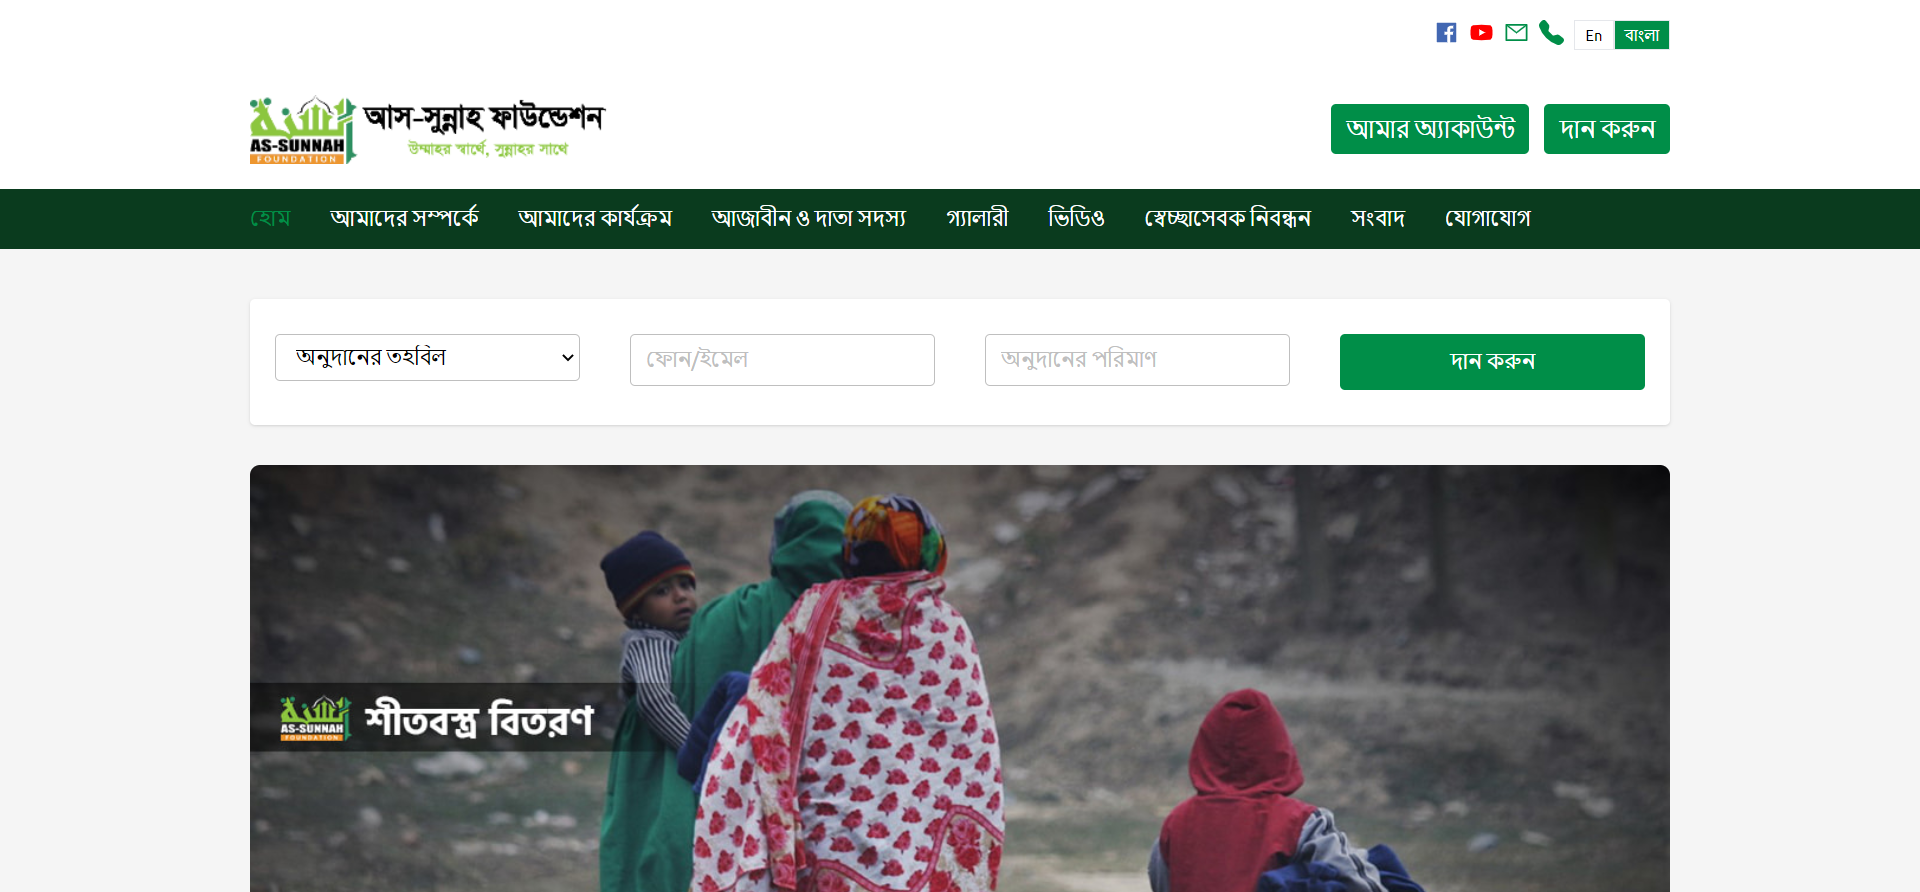 En বাংলা
AS-SUNNAH
FOUNDATION
আস-সুন্নাহ ফাউন্ডেশন
উম্মাহর স্বার্থে, সুন্নাহর সাথে
আমার অ্যাকাউন্ট দান করুন
হোম আমাদের সম্পর্কে আমাদের কার্যক্রম আজীবন ও দাতা সদস্য গ্যালারী ভিডিও স্বেচ্ছাসেবক নিবন্ধন সংবাদ যোগাযোগ
অনুদানের তহবিল ফোন/ইমেল অনুদানের পরিমাণ দান করুন
AS-SUNNAH
FOUNDATION
শীতবস্ত্র বিতরণ